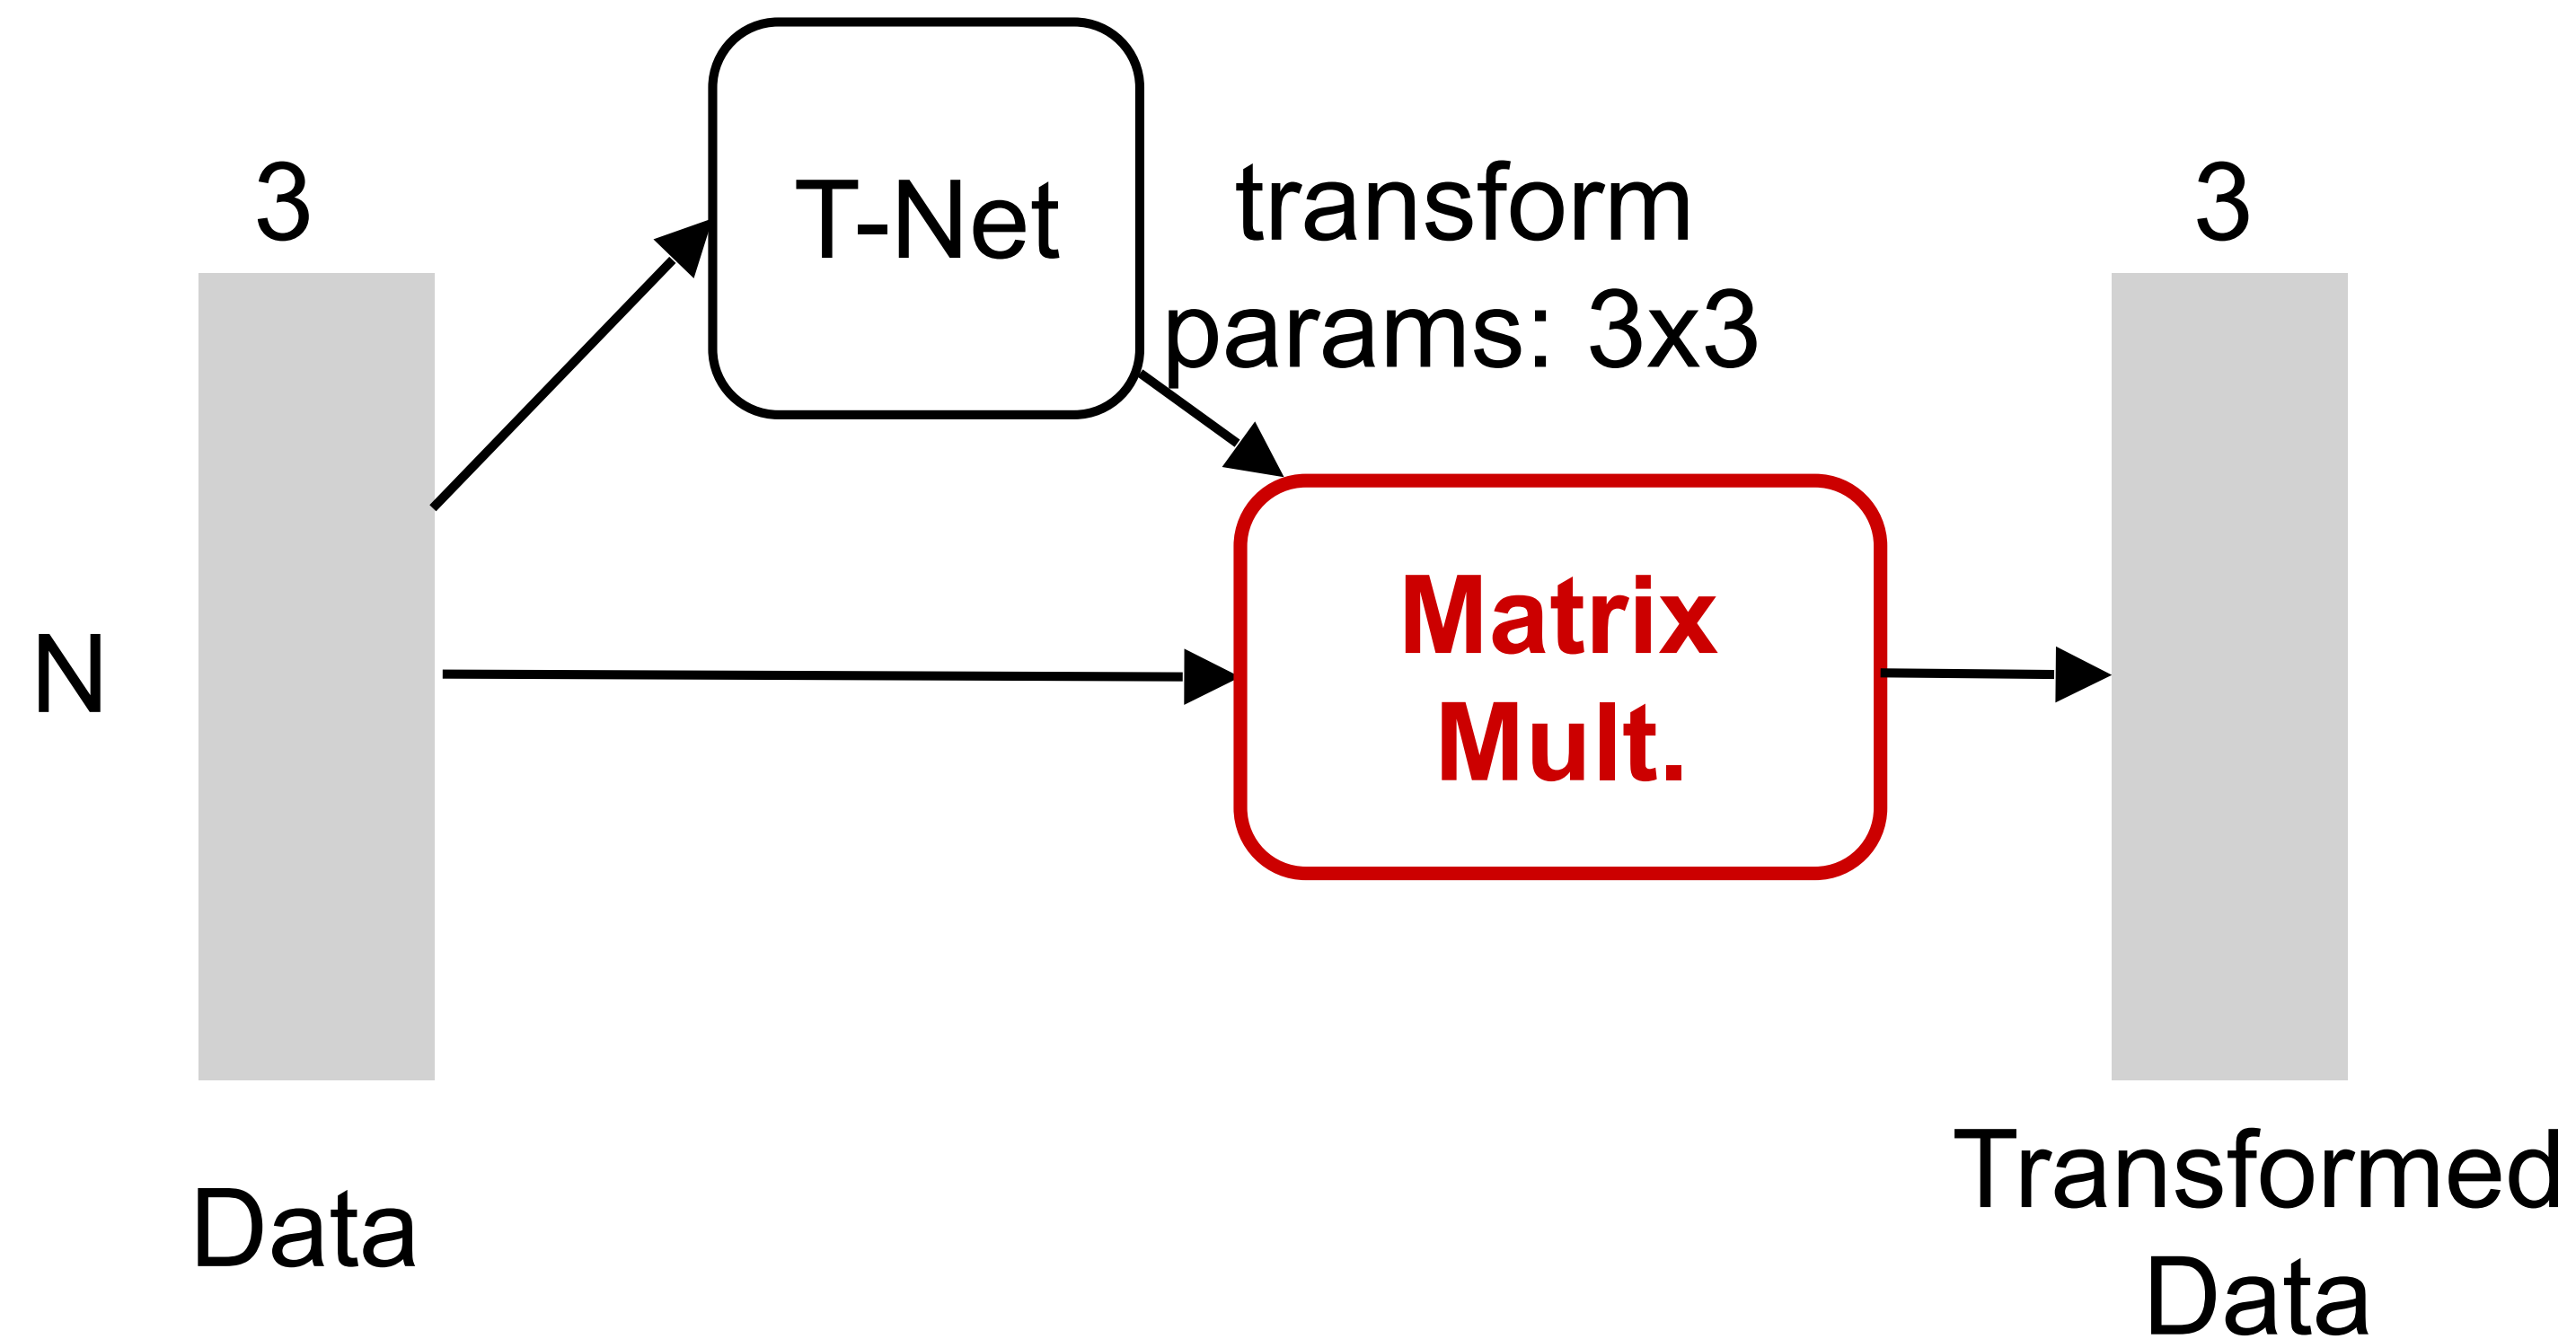 3
T-Net
transform
params: 3x3
3
N
Matrix
Mult.
Data
Transformed
Data